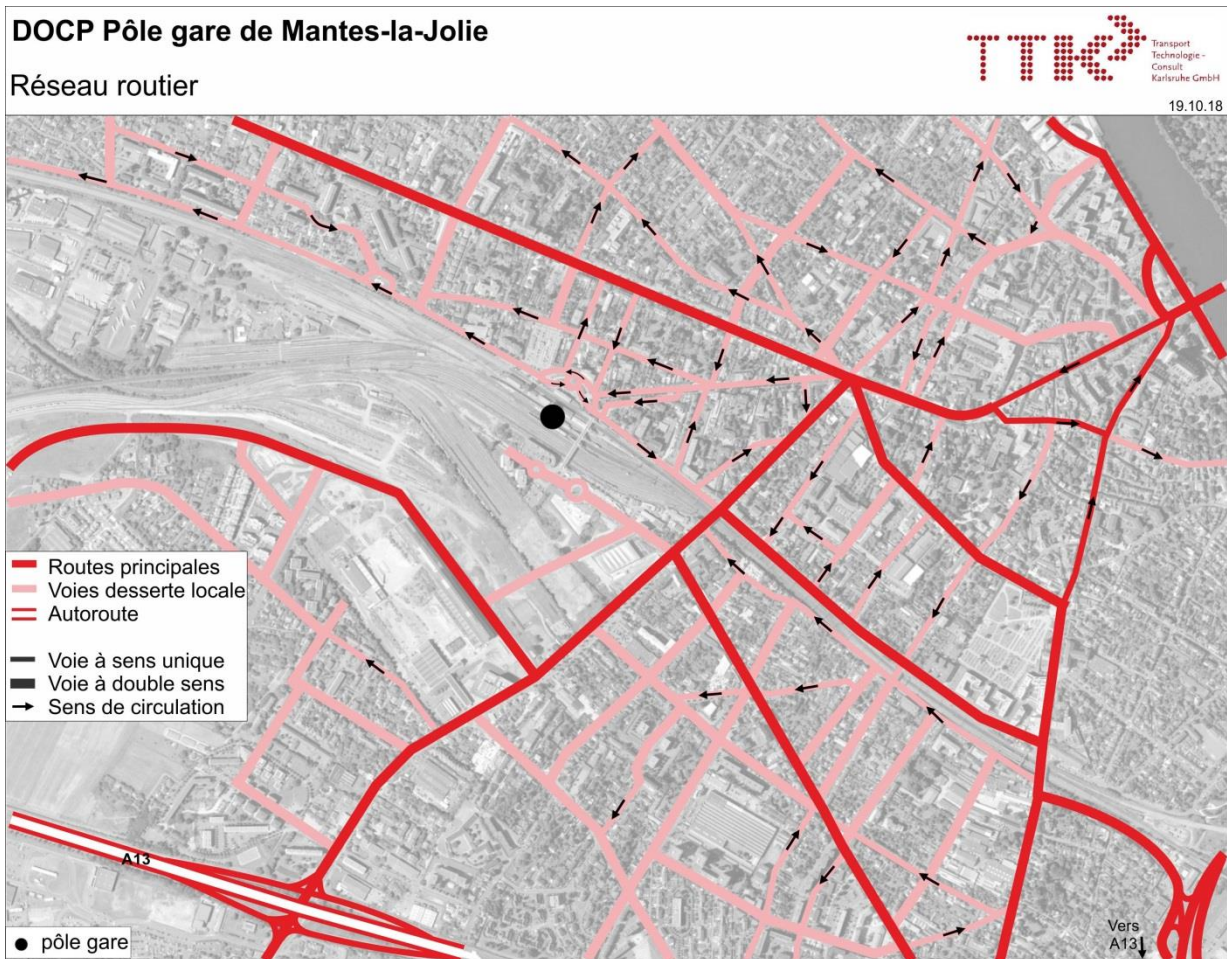 DOCP Pôle gare de Mantes-la-Jolie
Réseau routier
TTK
Transport
Technologie -
Consult
Karlsruhe GmbH
19.10.18
Routes principales
Voies desserte locale
Autoroute
Voie à sens unique
Voie à double sens
Sens de circulation
A13
pôle gare
Vers
A13